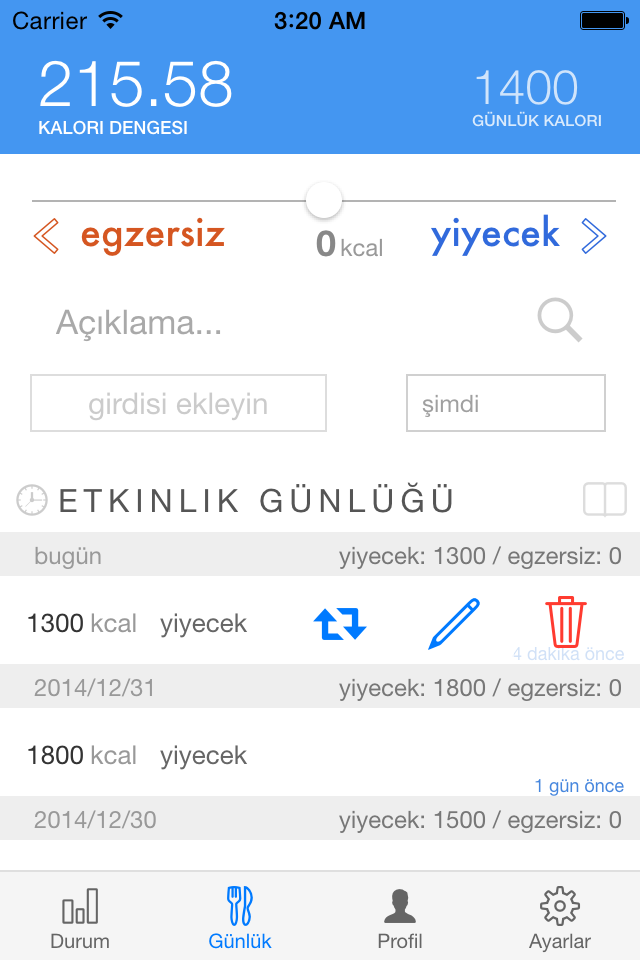 Carrier 3:20 AM
215.58 1400
KALORI DENGESI GÜNLÜK KALORI
egzersiz 0 kcal yiyecek
Açıklama...
girdisi ekleyin şimdi
ETKINLIK GÜNLÜĞÜ
bugün yiyecek: 1300 / egzersiz: 0
1300 kcal yiyecek
4 dakika önce
2014/12/31 yiyecek: 1800 / egzersiz: 0
1800 kcal yiyecek
1 gün önce
2014/12/30 yiyecek: 1500 / egzersiz: 0
Durum Günlük Profil Ayarlar